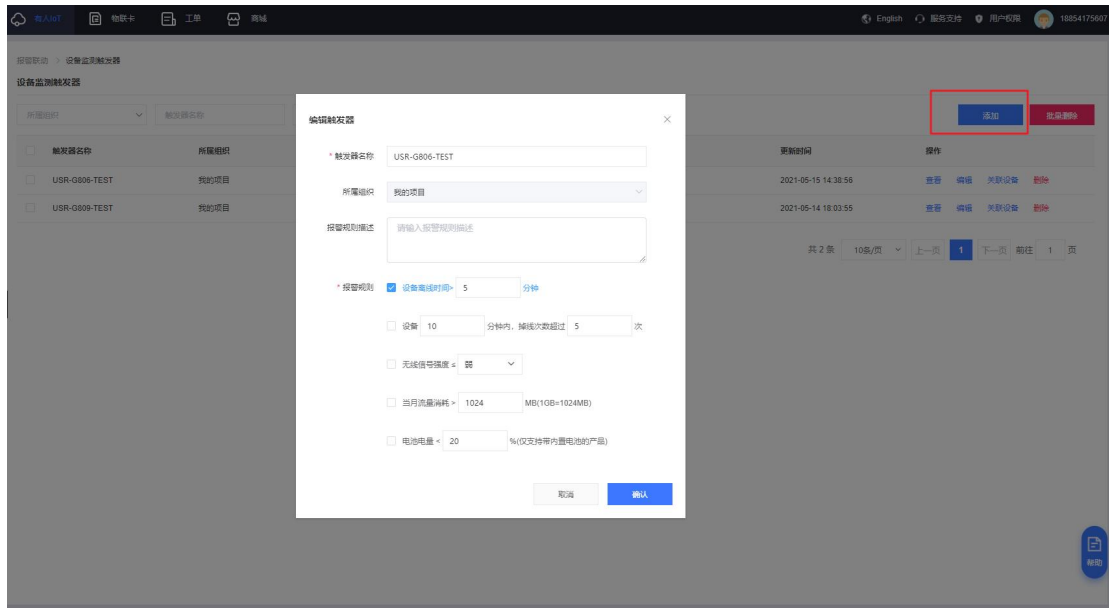 有人IoT 物联卡 工单 商城 English 服务支持 用户权限 18854175607
报警联动 > 设备监测触发器
设备监测触发器
所属组织 触发器名称 添加 批量删除
触发器名称 所属组织 更新时间 操作
USR-G806-TEST 我的项目 2021-05-15 14:38:56 查看 编辑 关联设备 删除
USR-G809-TEST 我的项目 2021-05-14 18:03:55 查看 编辑 关联设备 删除
共 2 条 10条/页 上一页 1 下一页 前往 1 页
编辑触发器
* 触发器名称 USR-G806-TEST
所属组织 我的项目
报警规则描述 请输入报警规则描述
* 报警规则 设备离线时间> 5 分钟
设备 10 分钟内，掉线次数超过 5 次
无线信号强度 ≤ 弱
当月流量消耗 > 1024 MB(1GB=1024MB)
电池电量 < 20 %(仅支持带内置电池的产品)
取消 确认
帮助